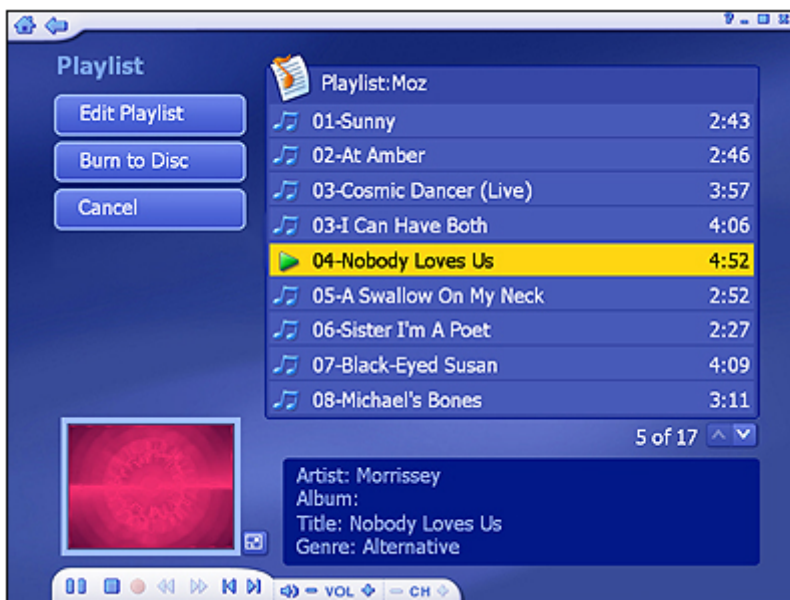 ?
Playlist
Edit Playlist
Burn to Disc
Cancel
Playlist:Moz
01-Sunny 2:43
02-At Amber 2:46
03-Cosmic Dancer (Live) 3:57
03-I Can Have Both 4:06
04-Nobody Loves Us 4:52
05-A Swallow On My Neck 2:52
06-Sister I'm A Poet 2:27
07-Black-Eyed Susan 4:09
08-Michael's Bones 3:11
5 of 17
Artist: Morrissey
Album:
Title: Nobody Loves Us
Genre: Alternative
VOL CH